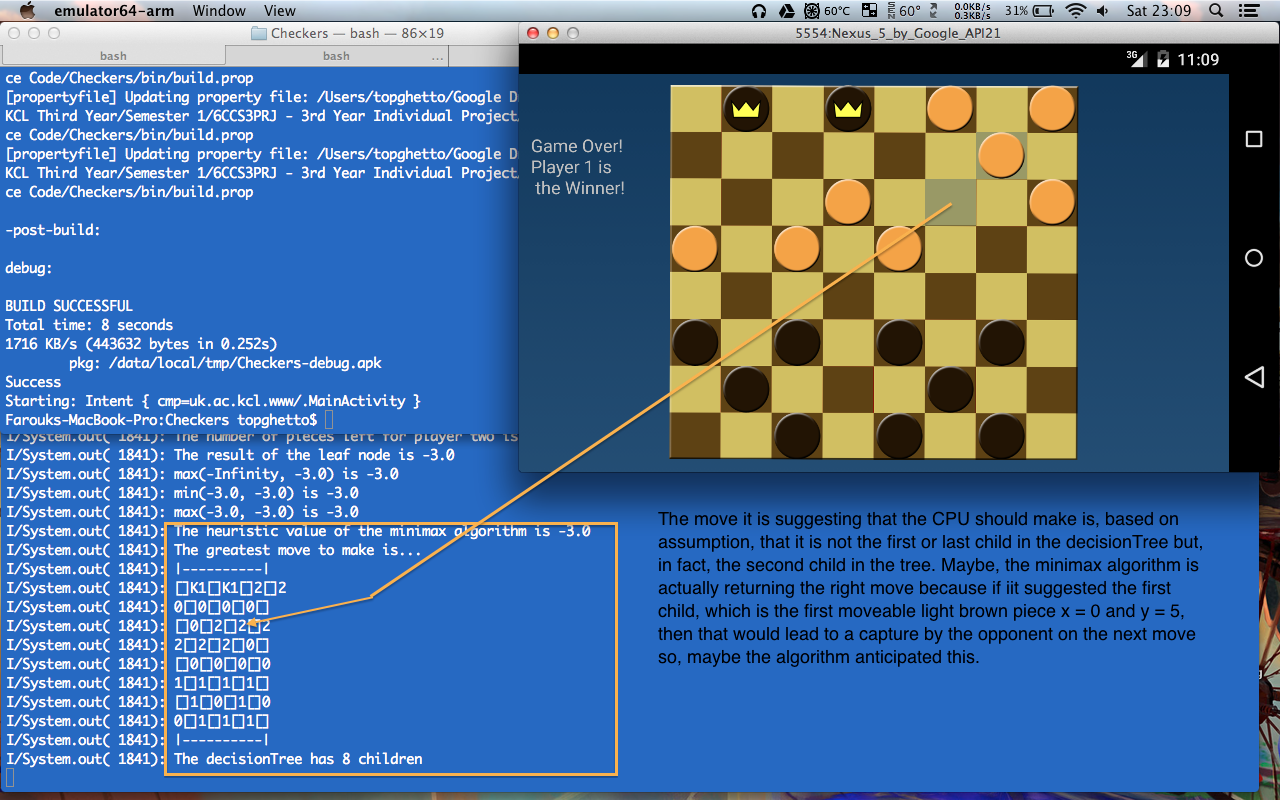 emulator64-arm Window View
60°C 60° 0.0KB/s 0.3KB/s 31% Sat 23:09
Checkers — bash — 86×19
bash bash ...
ce Code/Checkers/bin/build.prop
[propertyfile] Updating property file: /Users/topghetto/Google D
KCL Third Year/Semester 1/6CCS3PRJ - 3rd Year Individual Project/
ce Code/Checkers/bin/build.prop
[propertyfile] Updating property file: /Users/topghetto/Google D
KCL Third Year/Semester 1/6CCS3PRJ - 3rd Year Individual Project/
ce Code/Checkers/bin/build.prop
-post-build:
debug:
BUILD SUCCESSFUL
Total time: 8 seconds
1716 KB/s (443632 bytes in 0.252s)
pkg: /data/local/tmp/Checkers-debug.apk
Success
Starting: Intent { cmp=uk.ac.kcl.www/.MainActivity }
Farouks-MacBook-Pro:Checkers topghetto$
I/System.out( 1841): The number of pieces left for player two is
I/System.out( 1841): The result of the leaf node is -3.0
I/System.out( 1841): max(-Infinity, -3.0) is -3.0
I/System.out( 1841): min(-3.0, -3.0) is -3.0
I/System.out( 1841): max(-3.0, -3.0) is -3.0
I/System.out( 1841): The heuristic value of the minimax algorithm is -3.0
I/System.out( 1841): The greatest move to make is...
I/System.out( 1841): |----------|
I/System.out( 1841): □K1□K1□2□2
I/System.out( 1841): 0□0□0□0□
I/System.out( 1841): □0□2□2□2
I/System.out( 1841): 2□2□2□0□
I/System.out( 1841): □0□0□0□0
I/System.out( 1841): 1□1□1□1□
I/System.out( 1841): □1□0□1□0
I/System.out( 1841): 0□1□1□1□
I/System.out( 1841): |----------|
I/System.out( 1841): The decisionTree has 8 children
5554:Nexus_5_by_Google_API21
3G 11:09
Game Over!
Player 1 is
the Winner!
The move it is suggesting that the CPU should make is, based on
assumption, that it is not the first or last child in the decisionTree but,
in fact, the second child in the tree. Maybe, the minimax algorithm is
actually returning the right move because if iit suggested the first
child, which is the first moveable light brown piece x = 0 and y = 5,
then that would lead to a capture by the opponent on the next move
so, maybe the algorithm anticipated this.